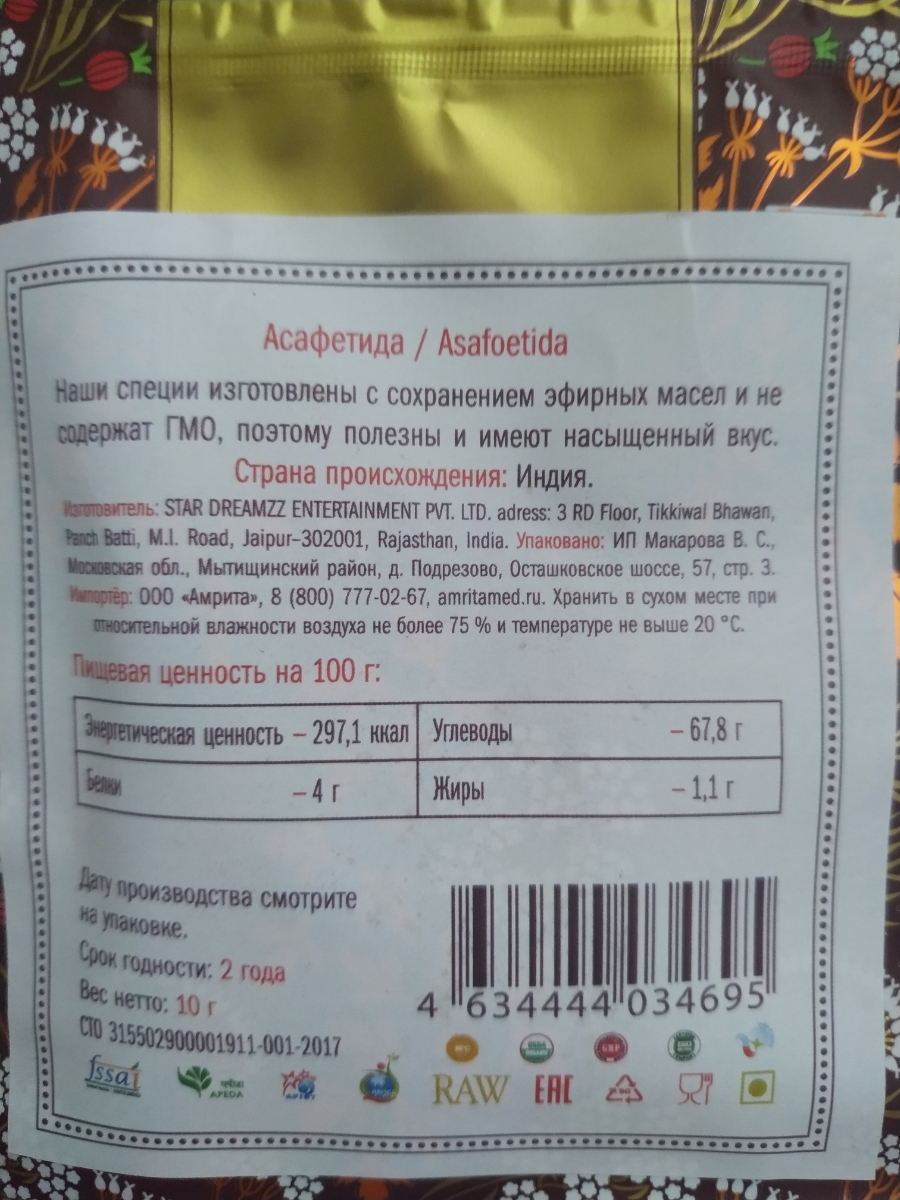 Асафетида / Asafoetida
Наши специи изготовлены с сохранением эфирных масел и не
содержат ГМО, поэтому полезны и имеют насыщенный вкус.
Страна происхождения: Индия.
Изготовитель: STAR DREAMZZ ENTERTAINMENT PVT. LTD. adress: 3 RD Floor, Tikkiwal Bhawan,
Panch Batti, M.I. Road, Jaipur-302001, Rajasthan, India. Упаковано: ИП Макарова В. С.,
Московская обл., Мытищинский район, д. Подрезово, Осташковское шоссе, 57, стр. 3.
Импортёр: ООО «Амрита», 8 (800) 777-02-67, amritamed.ru. Хранить в сухом месте при
относительной влажности воздуха не более 75 % и температуре не выше 20 °C.
Пищевая ценность на 100 г:
Энергетическая ценность – 297,1 ккал Углеводы – 67,8 г
Белки – 4 г Жиры – 1,1 г
Дату производства смотрите
на упаковке.
Срок годности: 2 года
Вес нетто: 10 г
СТО 315502900001911-001-2017
4 634444 034695
GMP
fssai APEDA RAW EAC